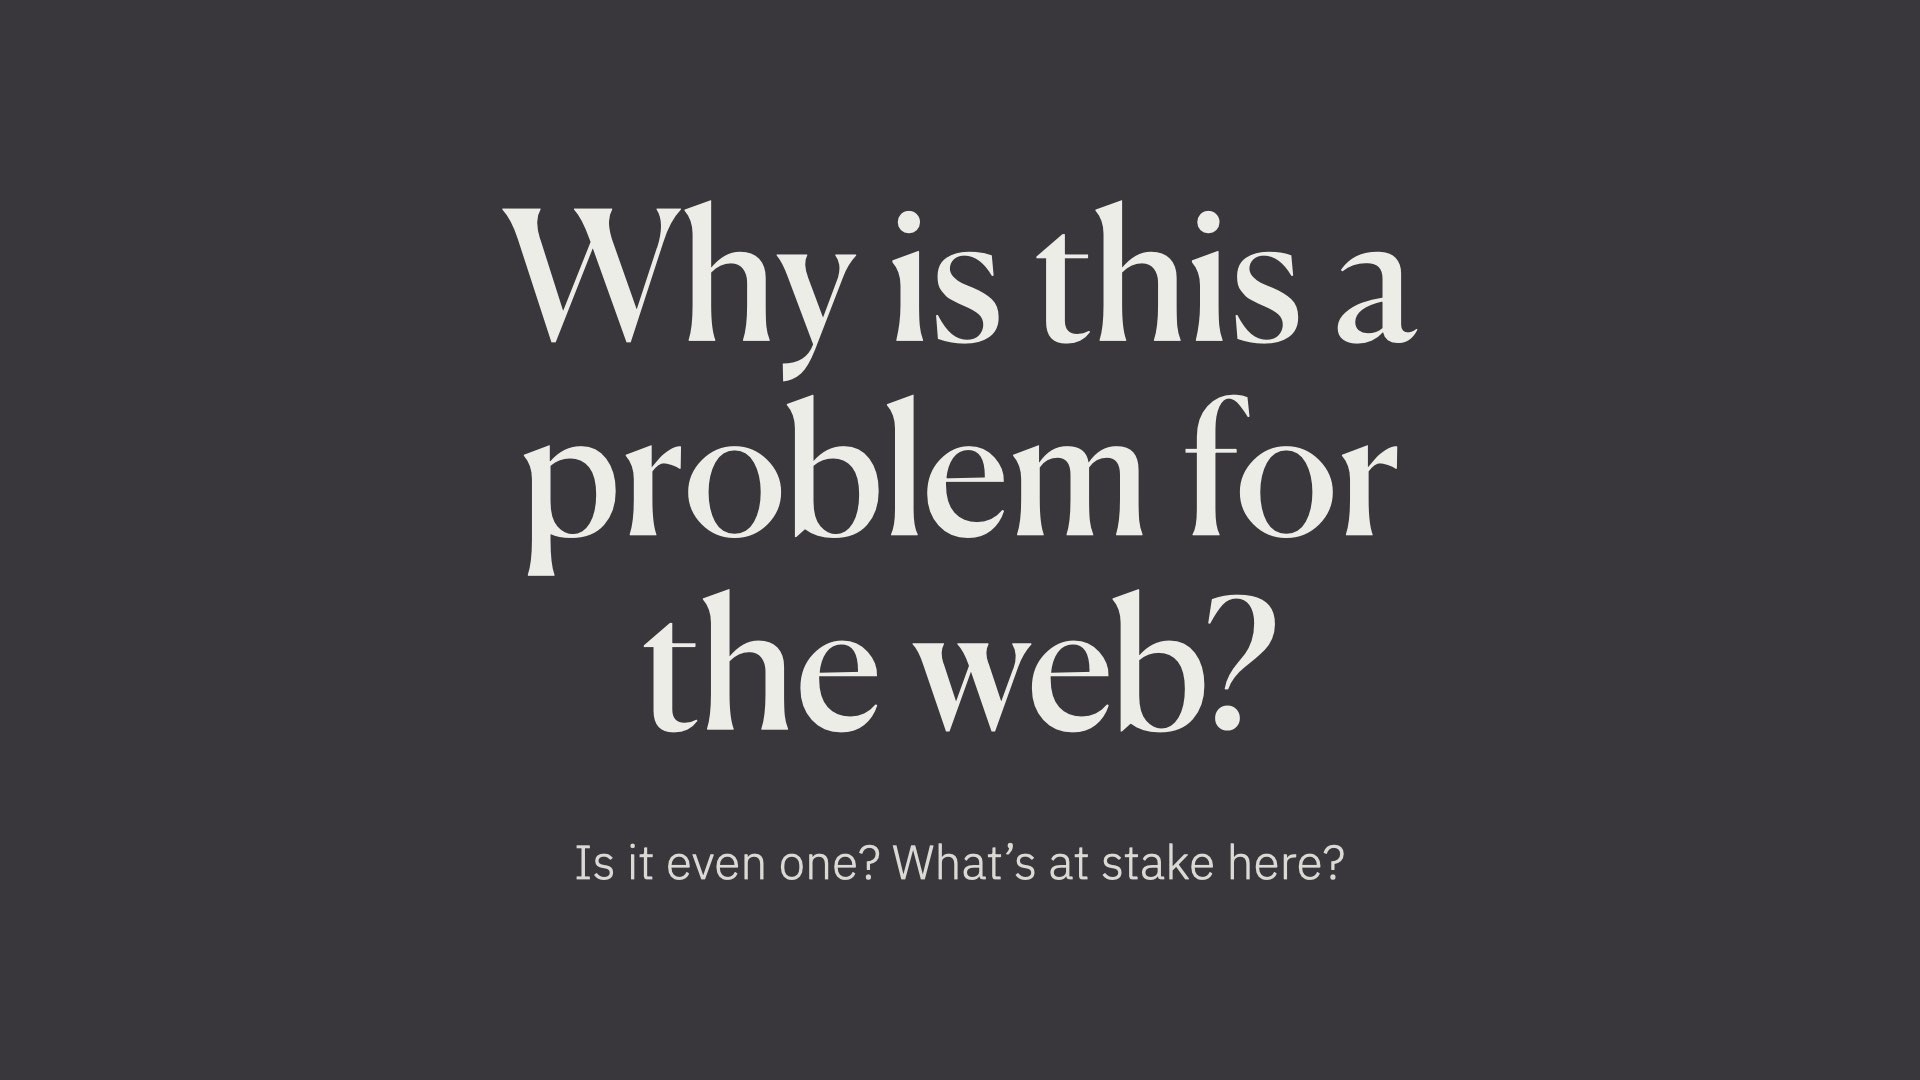 Why is this a
problem for
the web?
Is it even one? What’s at stake here?